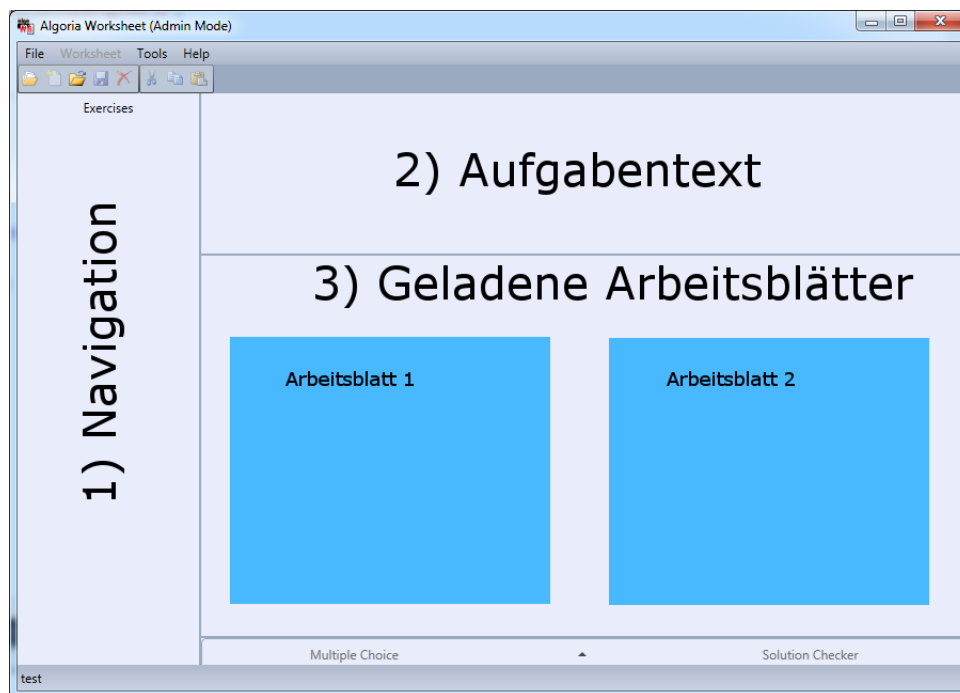 Algoria Worksheet (Admin Mode)
File Worksheet Tools Help
Exercises
1) Navigation
2) Aufgabentext
3) Geladene Arbeitsblätter
Arbeitsblatt 1
Arbeitsblatt 2
Multiple Choice
Solution Checker
test